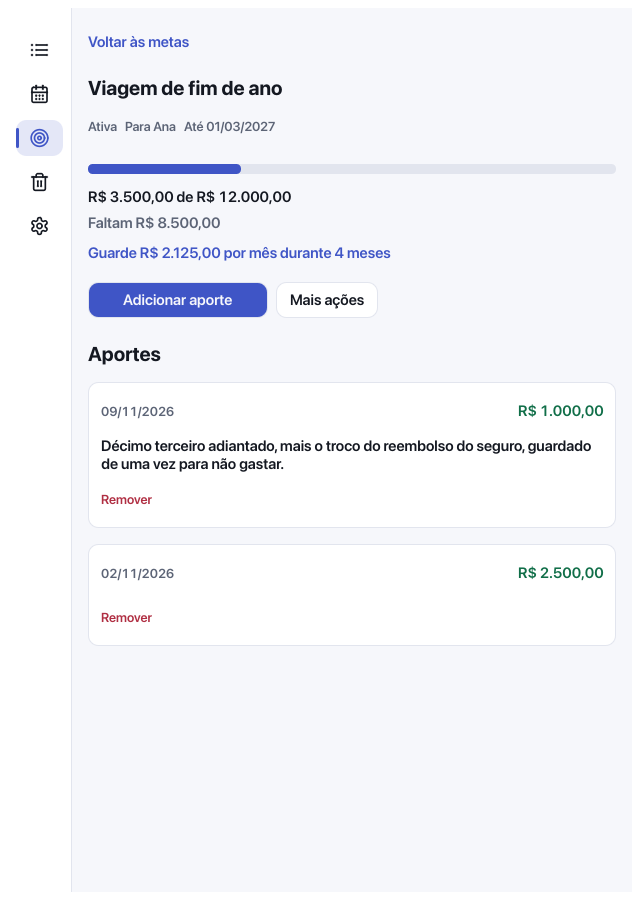 Voltar às metas
Viagem de fim de ano
Ativa Para Ana Até 01/03/2027
R$ 3.500,00 de R$ 12.000,00
Faltam R$ 8.500,00
Guarde R$ 2.125,00 por mês durante 4 meses
Adicionar aporte Mais ações
Aportes
09/11/2026 R$ 1.000,00
Décimo terceiro adiantado, mais o troco do reembolso do seguro, guardado
de uma vez para não gastar.
Remover
02/11/2026 R$ 2.500,00
Remover